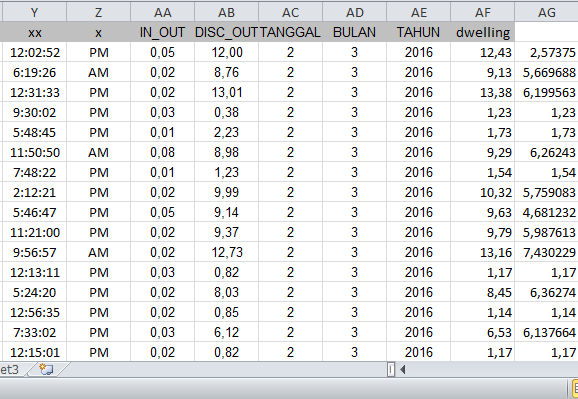 Y Z AA AB AC AD AE AF AG
xx x IN_OUT DISC_OUT TANGGAL BULAN TAHUN dwelling
12:02:52 PM 0,05 12,00 2 3 2016 12,43 2,57375
6:19:26 AM 0,02 8,76 2 3 2016 9,13 5,669688
12:31:33 PM 0,02 13,01 2 3 2016 13,38 6,199563
9:30:02 PM 0,03 0,38 2 3 2016 1,23 1,23
5:48:45 PM 0,01 2,23 2 3 2016 1,73 1,73
11:50:50 AM 0,08 8,98 2 3 2016 9,29 6,26243
7:48:22 PM 0,01 1,23 2 3 2016 1,54 1,54
2:12:21 PM 0,02 9,99 2 3 2016 10,32 5,759083
5:46:47 PM 0,05 9,14 2 3 2016 9,63 4,681232
11:21:00 PM 0,02 9,37 2 3 2016 9,79 5,987613
9:56:57 AM 0,02 12,73 2 3 2016 13,16 7,430229
12:13:11 PM 0,03 0,82 2 3 2016 1,17 1,17
5:24:20 PM 0,02 8,03 2 3 2016 8,45 6,36274
12:56:35 PM 0,02 0,85 2 3 2016 1,14 1,14
7:33:02 PM 0,03 6,12 2 3 2016 6,53 6,137664
12:15:01 PM 0,02 0,82 2 3 2016 1,17 1,17
et3